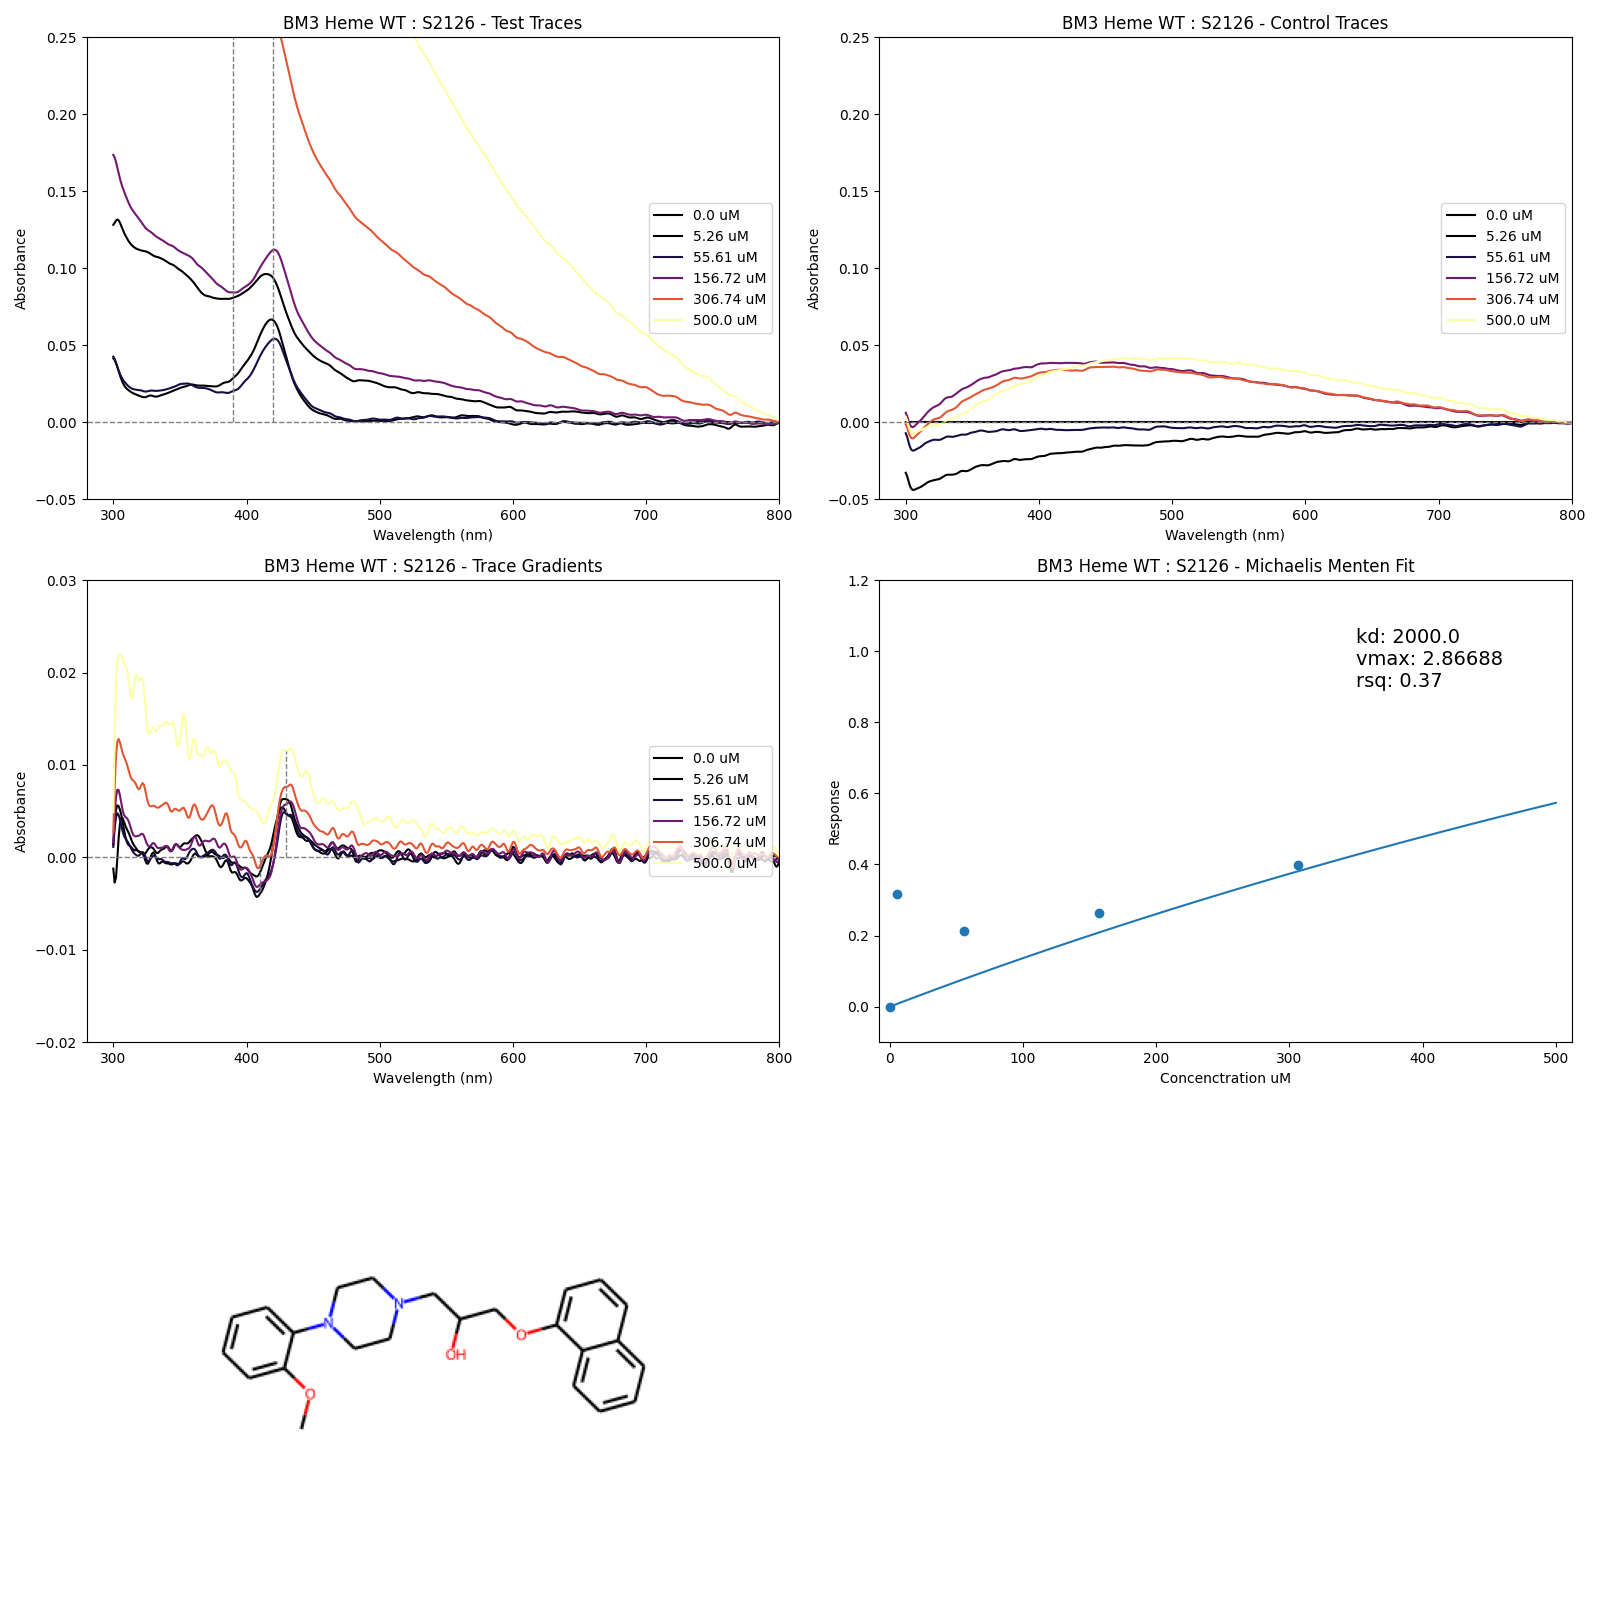 BM3 Heme WT : S2126 - Test Traces
0.25
0.20
0.15
0.10
0.05
0.00
−0.05
Absorbance
300
400
500
600
700
800
Wavelength (nm)
0.0 uM
5.26 uM
55.61 uM
156.72 uM
306.74 uM
500.0 uM
BM3 Heme WT : S2126 - Control Traces
0.25
0.20
0.15
0.10
0.05
0.00
−0.05
Absorbance
300
400
500
600
700
800
Wavelength (nm)
0.0 uM
5.26 uM
55.61 uM
156.72 uM
306.74 uM
500.0 uM
BM3 Heme WT : S2126 - Trace Gradients
0.03
0.02
0.01
0.00
−0.01
−0.02
Absorbance
300
400
500
600
700
800
Wavelength (nm)
0.0 uM
5.26 uM
55.61 uM
156.72 uM
306.74 uM
500.0 uM
BM3 Heme WT : S2126 - Michaelis Menten Fit
1.2
1.0
0.8
0.6
0.4
0.2
0.0
Response
kd: 2000.0
vmax: 2.86688
rsq: 0.37
0
100
200
300
400
500
Concenctration uM
N
N
OH
O
O